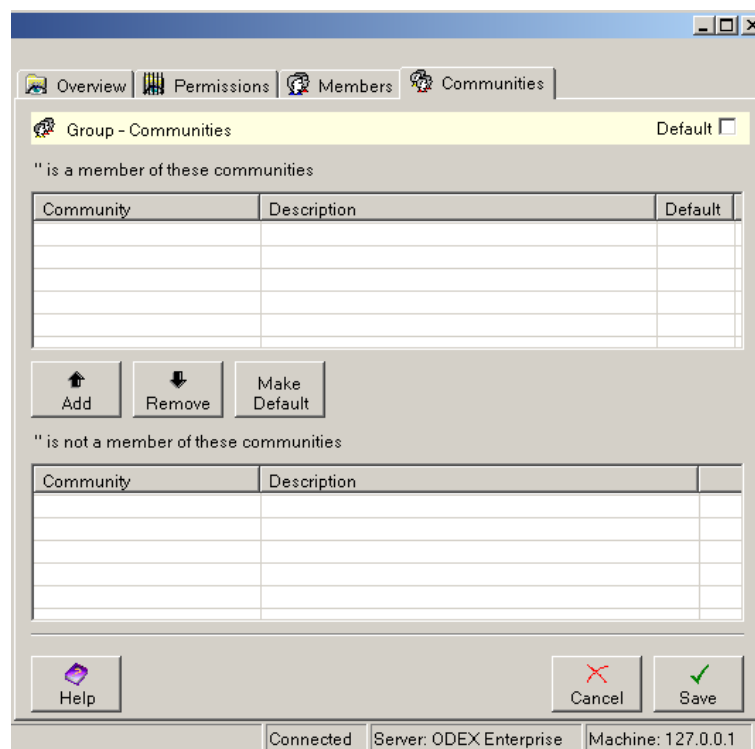 Overview Permissions Members Communities
Group - Communities Default
'' is a member of these communities
Community Description Default
Add Remove Make Default
'' is not a member of these communities
Community Description
Help Cancel Save
Connected Server: ODEX Enterprise Machine: 127.0.0.1